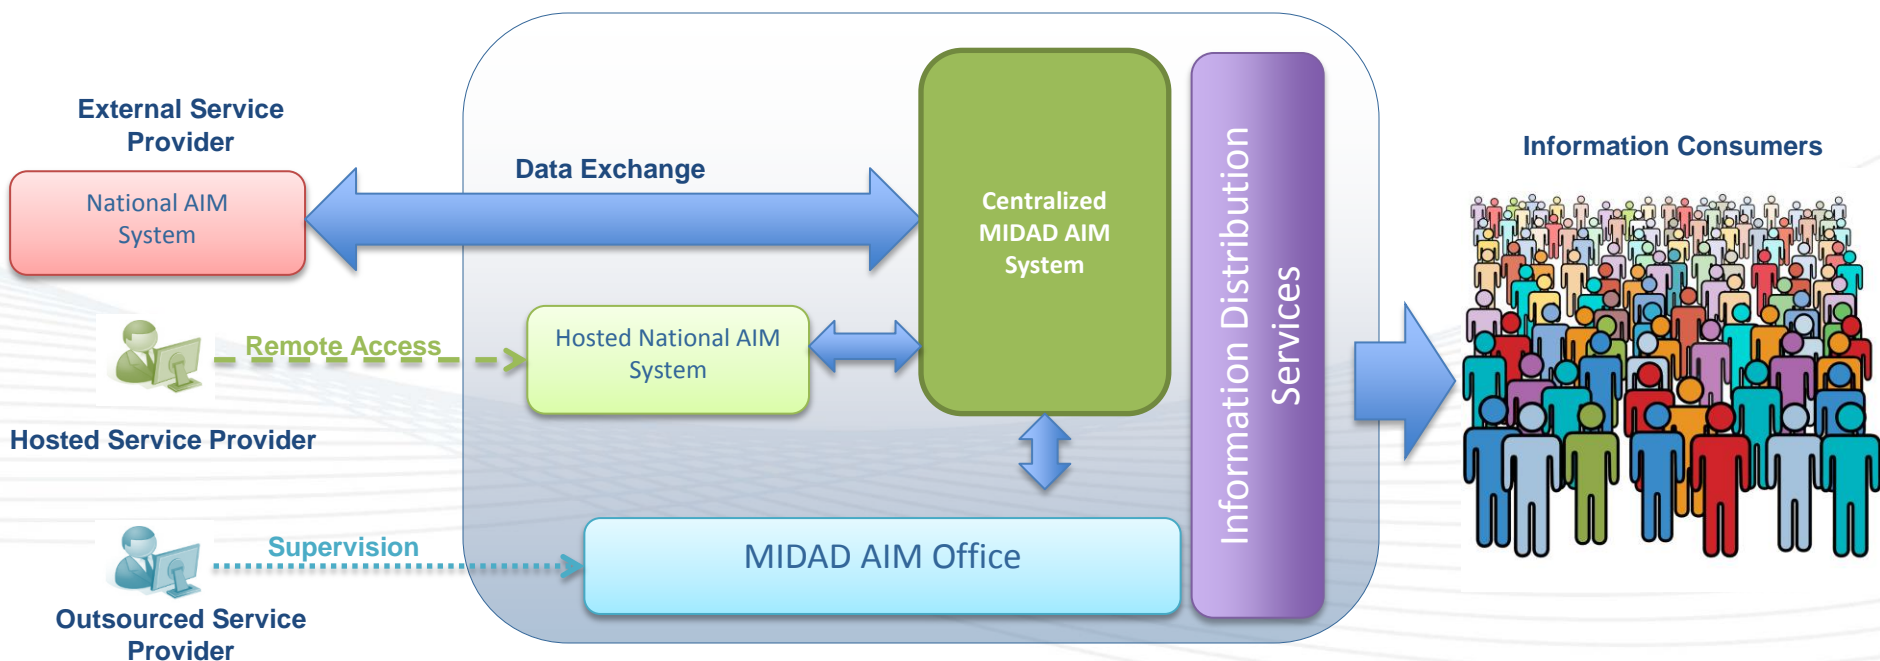 External Service
Provider
National AIM
System
Data Exchange
Centralized
MIDAD AIM
System
Information Distribution
Services
Information Consumers
Remote Access
Hosted National AIM
System
Hosted Service Provider
Supervision
MIDAD AIM Office
Outsourced Service
Provider